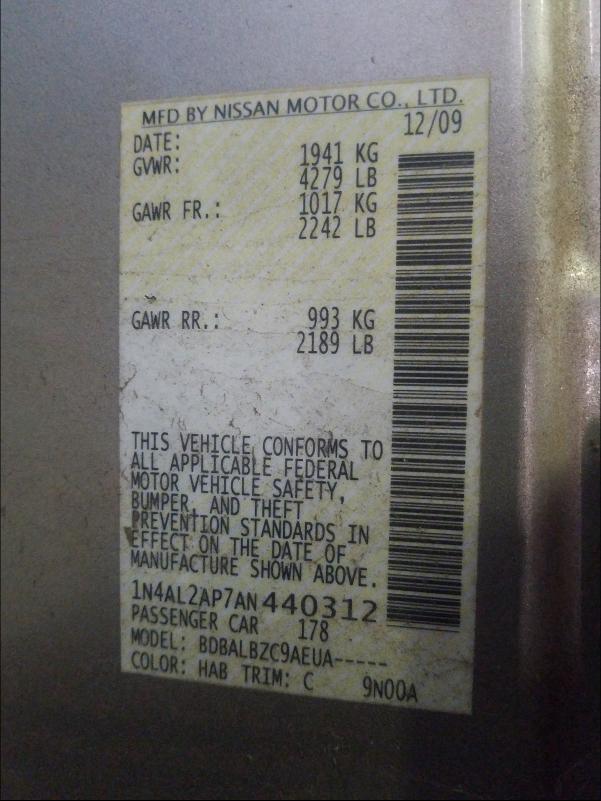 MFD BY NISSAN MOTOR CO., LTD.
DATE: 12/09
GVWR: 1941 KG
4279 LB
GAWR FR.: 1017 KG
2242 LB
GAWR RR.: 993 KG
2189 LB
THIS VEHICLE CONFORMS TO
ALL APPLICABLE FEDERAL
MOTOR VEHICLE SAFETY,
BUMPER, AND THEFT
PREVENTION STANDARDS IN
EFFECT ON THE DATE OF
MANUFACTURE SHOWN ABOVE.
1N4AL2AP7AN440312
PASSENGER CAR 178
MODEL: BDBALBZC9AEUA-----
COLOR: HAB TRIM: C 9N00A